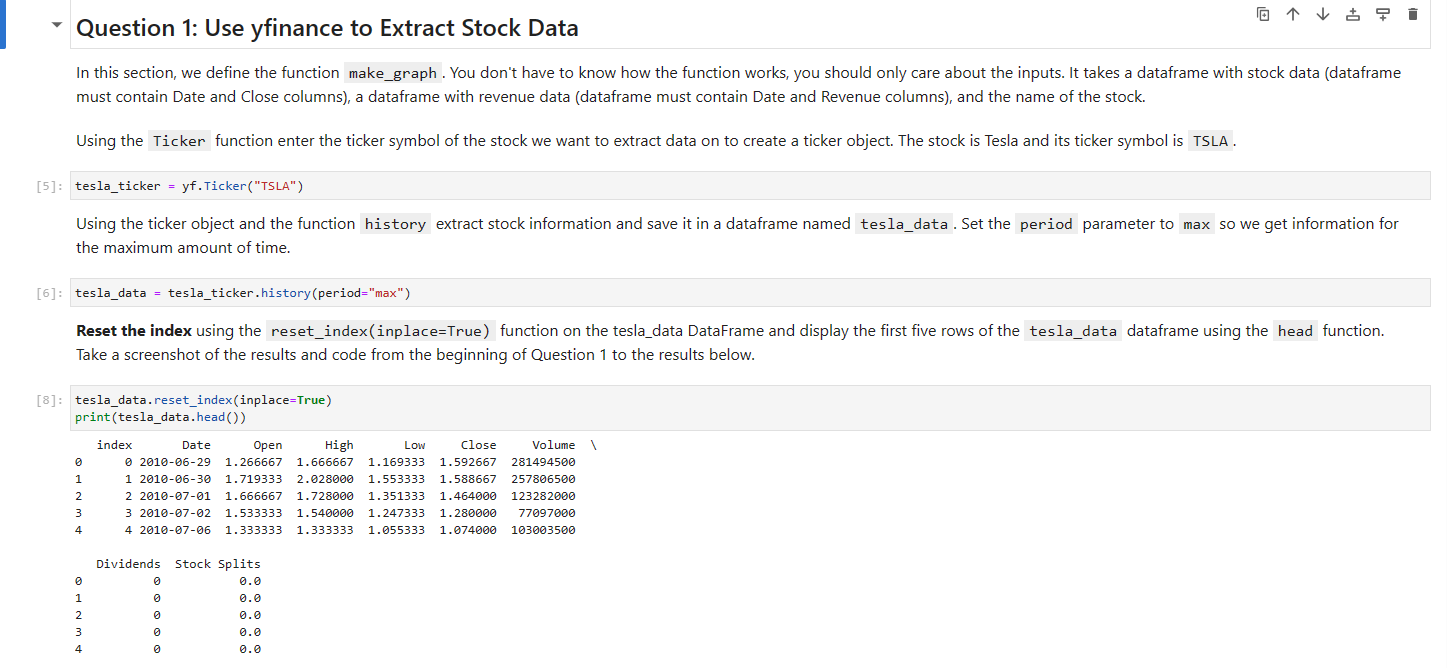 Question 1: Use yfinance to Extract Stock Data
In this section, we define the function make_graph. You don't have to know how the function works, you should only care about the inputs. It takes a dataframe with stock data (dataframe
must contain Date and Close columns), a dataframe with revenue data (dataframe must contain Date and Revenue columns), and the name of the stock.
Using the Ticker function enter the ticker symbol of the stock we want to extract data on to create a ticker object. The stock is Tesla and its ticker symbol is TSLA.
[5]: tesla_ticker = yf.Ticker("TSLA")
Using the ticker object and the function history extract stock information and save it in a dataframe named tesla_data. Set the period parameter to max so we get information for
the maximum amount of time.
[6]: tesla_data = tesla_ticker.history(period="max")
Reset the index using the reset_index(inplace=True) function on the tesla_data DataFrame and display the first five rows of the tesla_data dataframe using the head function.
Take a screenshot of the results and code from the beginning of Question 1 to the results below.
[8]: tesla_data.reset_index(inplace=True)
print(tesla_data.head())
index Date Open High Low Close Volume \
0 0 2010-06-29 1.266667 1.666667 1.169333 1.592667 281494500
1 1 2010-06-30 1.719333 2.028000 1.553333 1.588667 257806500
2 2 2010-07-01 1.666667 1.728000 1.351333 1.464000 123282000
3 3 2010-07-02 1.533333 1.540000 1.247333 1.280000 77097000
4 4 2010-07-06 1.333333 1.333333 1.055333 1.074000 103003500
Dividends Stock Splits
0 0 0.0
1 0 0.0
2 0 0.0
3 0 0.0
4 0 0.0